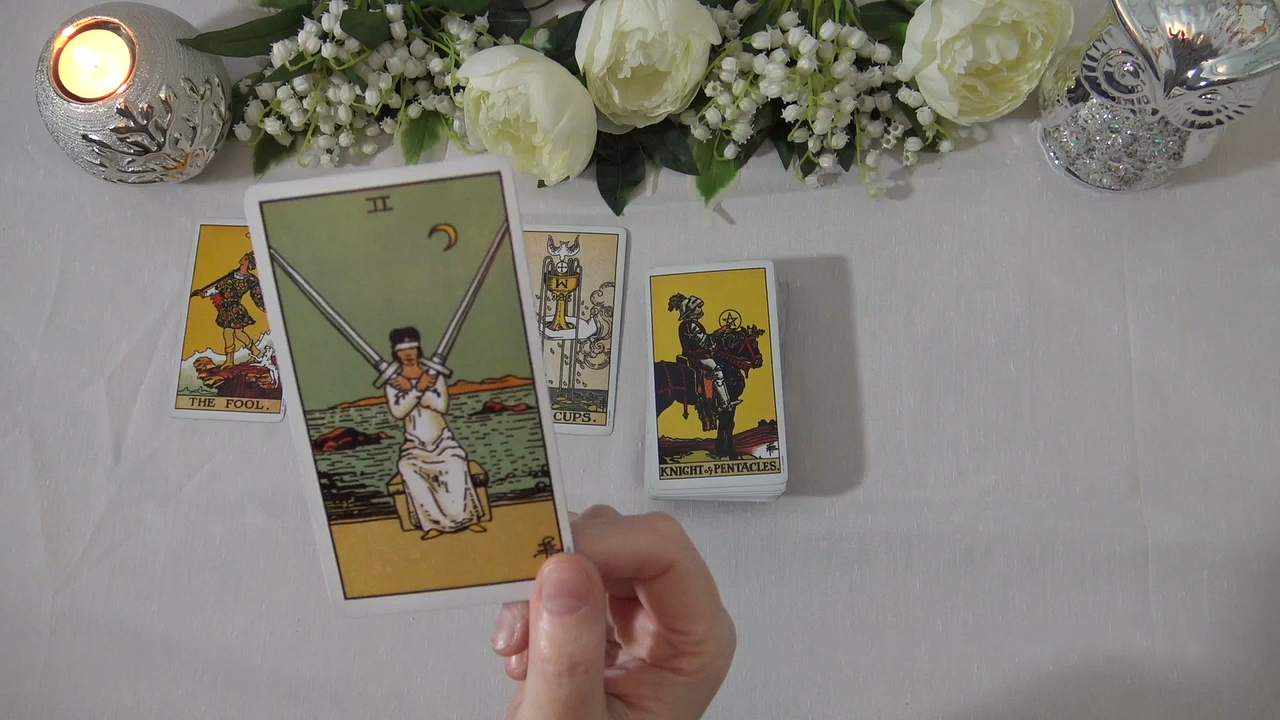 II
THE FOOL.
CUPS.
KNIGHT of PENTACLES.